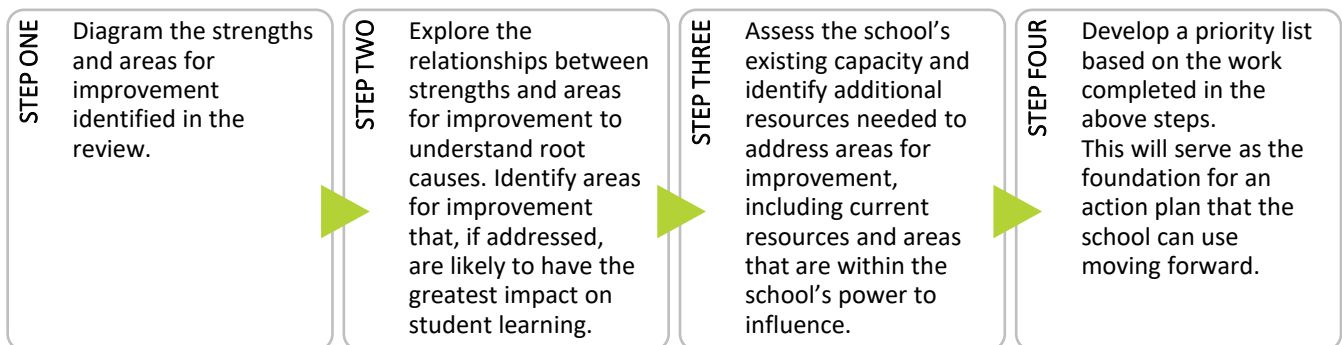 STEP ONE
Diagram the strengths
and areas for
improvement
identified in the
review.
STEP TWO
Explore the
relationships between
strengths and areas
for improvement to
understand root
causes. Identify areas
for improvement
that, if addressed,
are likely to have the
greatest impact on
student learning.
STEP THREE
Assess the school’s
existing capacity and
identify additional
resources needed to
address areas for
improvement,
including current
resources and areas
that are within the
school’s power to
influence.
STEP FOUR
Develop a priority list
based on the work
completed in the
above steps.
This will serve as the
foundation for an
action plan that the
school can use
moving forward.